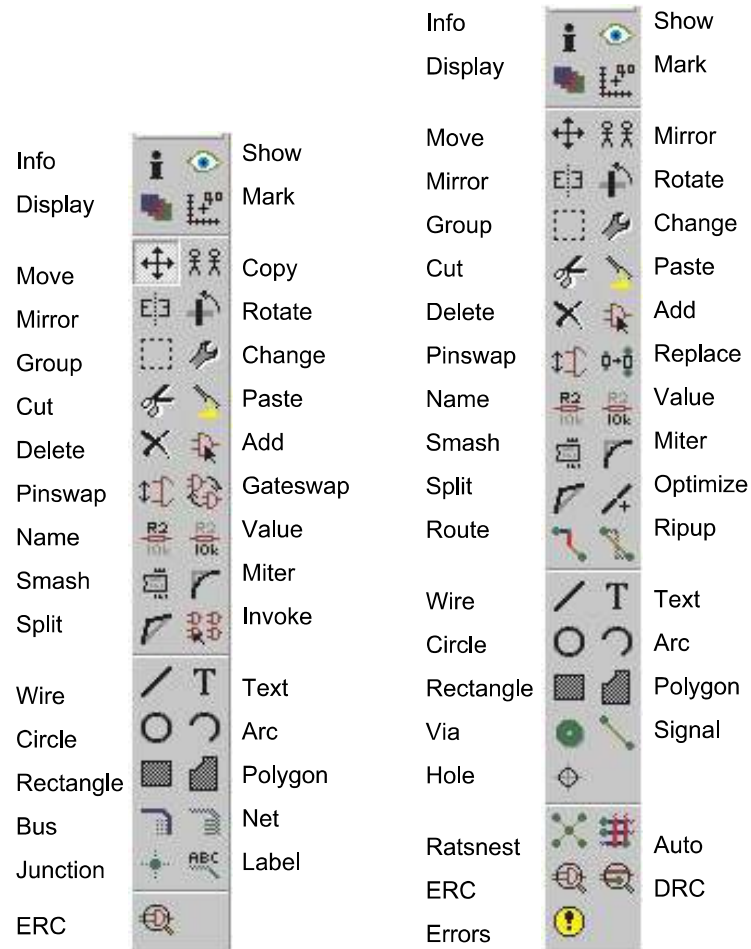 Info Show
Display Mark
Move Copy
Mirror Rotate
Group Change
Cut Paste
Delete Add
Pinswap Gateswap
Name R2 10k R2 10k Value
Smash Miter
Split Invoke
Wire T Text
Circle Arc
Rectangle Polygon
Bus Net
Junction ABC Label
ERC
Info Show
Display Mark
Move Mirror
Mirror Rotate
Group Change
Cut Paste
Delete Add
Pinswap Replace
Name R2 10k R2 10k Value
Smash Miter
Split Optimize
Route Ripup
Wire T Text
Circle Arc
Rectangle Polygon
Via Signal
Hole
Ratsnest Auto
ERC DRC
Errors